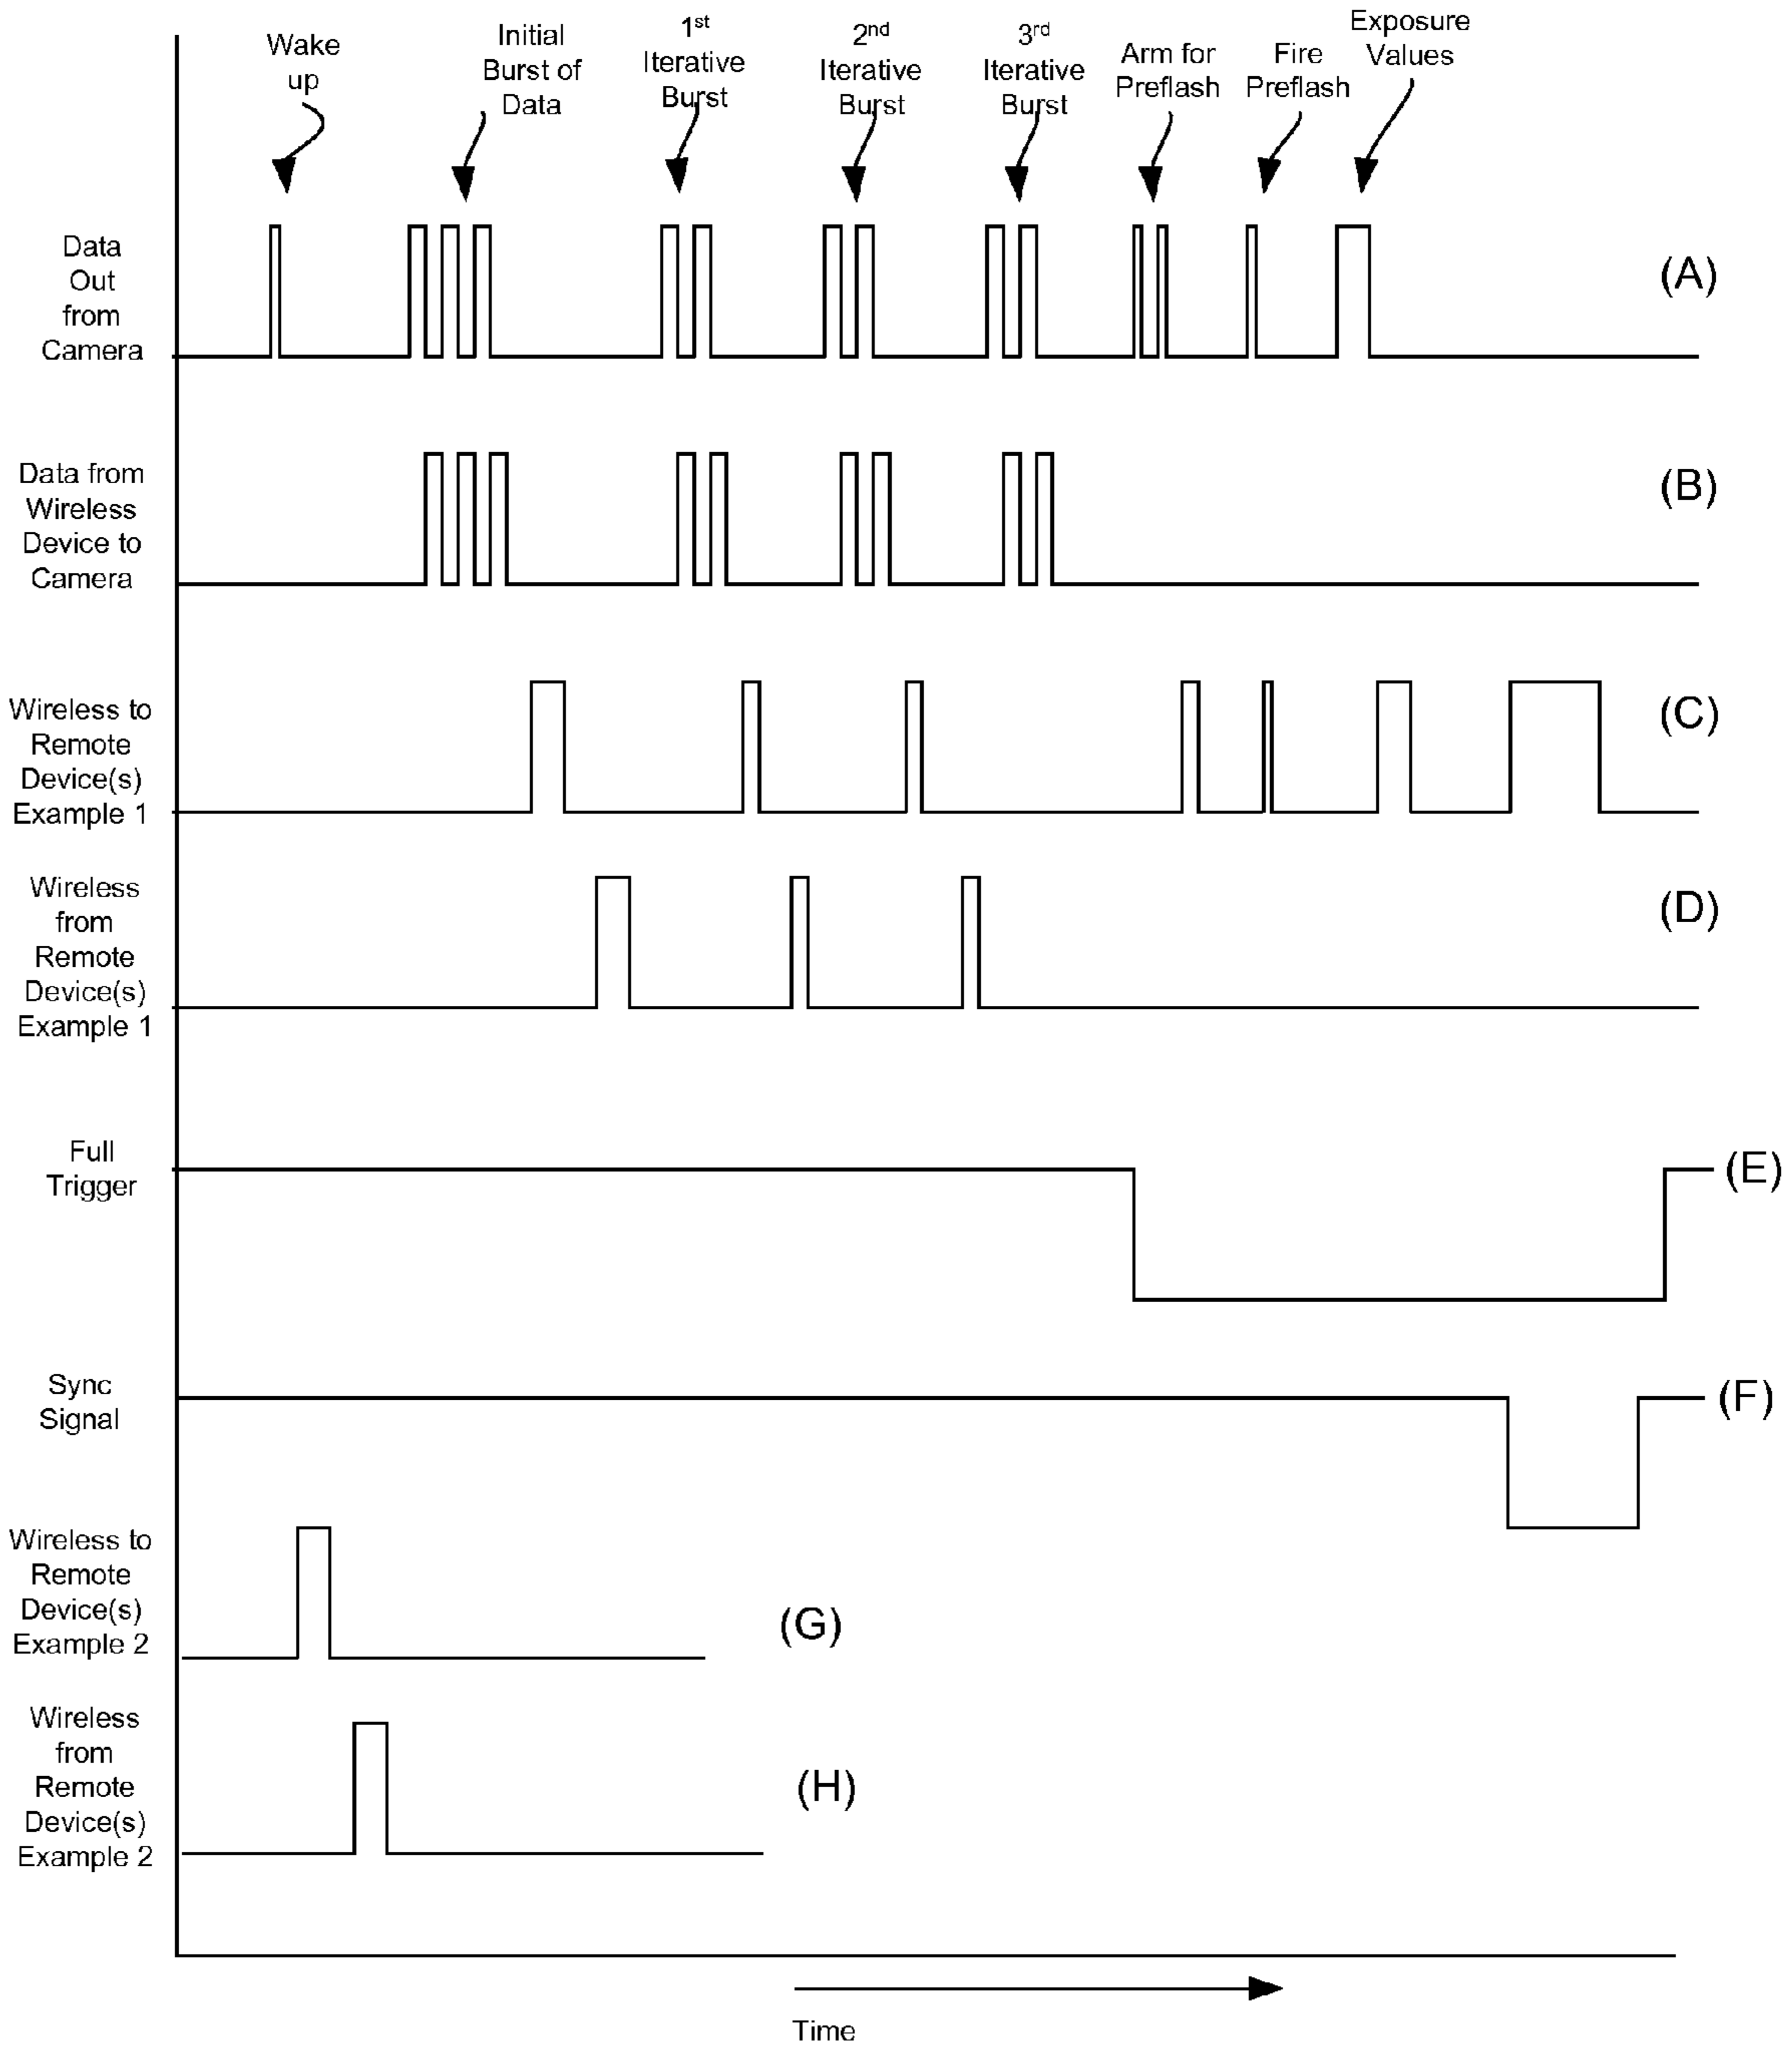 Wake
up
Initial
Burst of
Data
1st
Iterative
Burst
2nd
Iterative
Burst
3rd
Iterative
Burst
Arm for
Preflash
Fire
Preflash
Exposure
Values
Data
Out
from
Camera
(A)
Data from
Wireless
Device to
Camera
(B)
Wireless to
Remote
Device(s)
Example 1
(C)
Wireless
from
Remote
Device(s)
Example 1
(D)
Full
Trigger
(E)
Sync
Signal
(F)
Wireless to
Remote
Device(s)
Example 2
(G)
Wireless
from
Remote
Device(s)
Example 2
(H)
Time